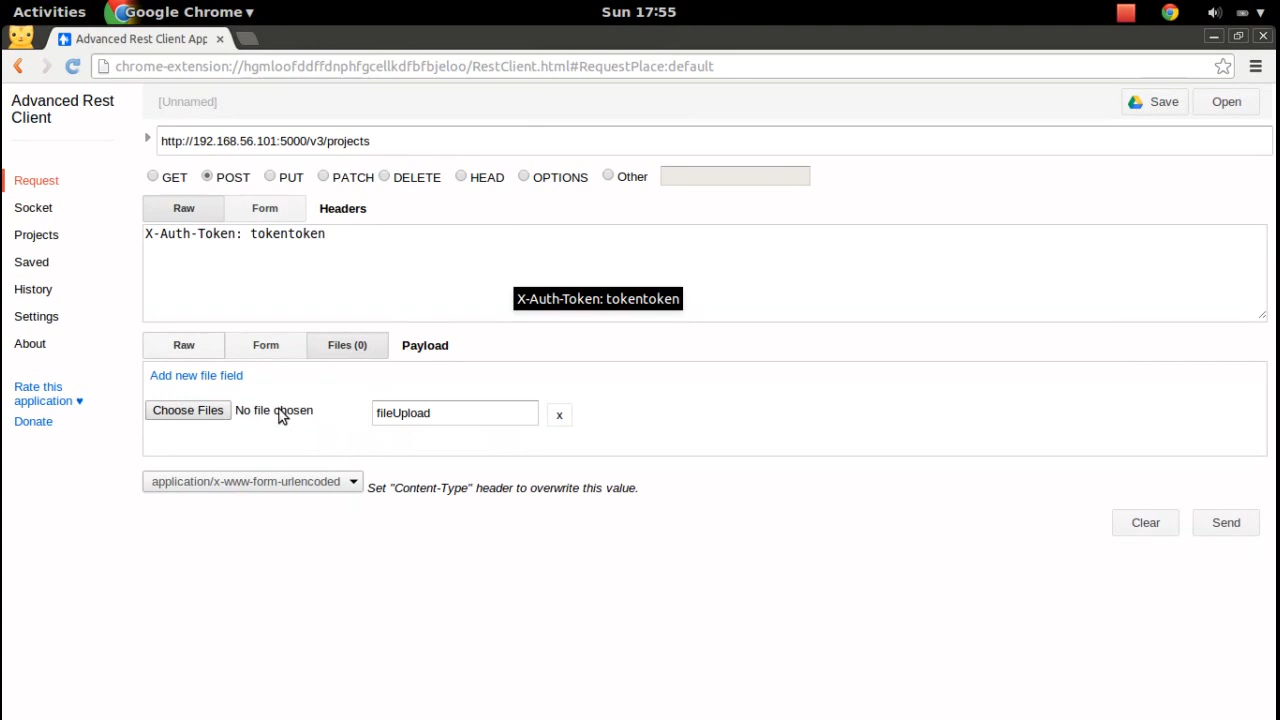 Activities
Google Chrome ▾
Sun 17:55
Advanced Rest Client App
chrome-extension://hgmloofddffdnphfgcellkdfbfbjeloo/RestClient.html#RequestPlace:default
Advanced Rest
Client
[Unnamed]
Save
Open
http://192.168.56.101:5000/v3/projects
GET POST PUT PATCH DELETE HEAD OPTIONS Other
Request
Socket
Projects
Saved
History
Settings
About
Rate this
application ♥
Donate
Raw Form Headers
X-Auth-Token: tokentoken
X-Auth-Token: tokentoken
Raw Form Files (0) Payload
Add new file field
Choose Files No file chosen fileUpload x
application/x-www-form-urlencoded Set "Content-Type" header to overwrite this value.
Clear Send